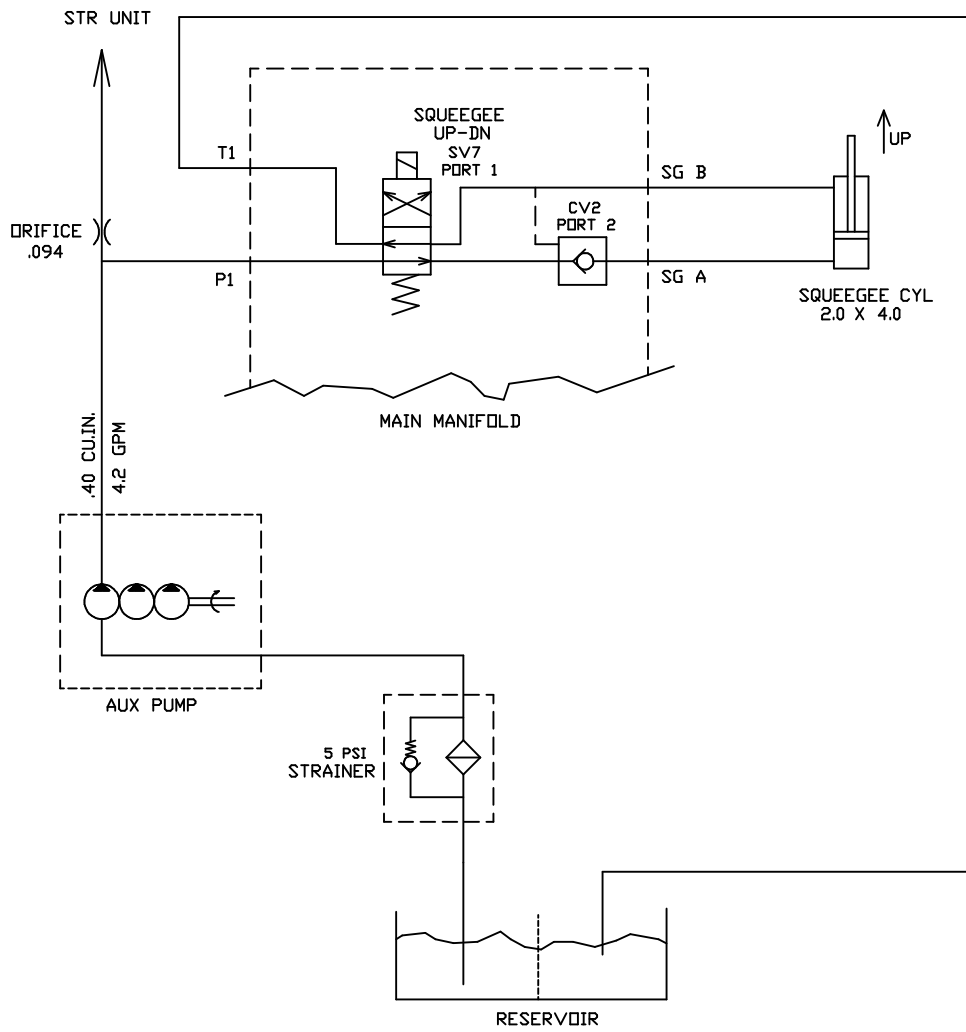 STR UNIT
SQUEEGEE
UP-DN
SV7
PORT 1
UP
T1
SG B
CV2
PORT 2
ORIFICE
.094
P1
SG A
SQUEEGEE CYL
2.0 X 4.0
MAIN MANIFOLD
.40 CU.IN.
4.2 GPM
AUX PUMP
5 PSI
STRAINER
RESERVOIR